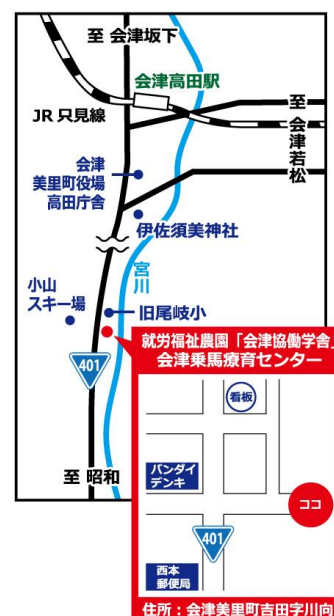 至 会津坂下
会津高田駅
JR 只見線
至 会津若松
会津
美里町役場
高田庁舎
伊佐須美神社
宮川
小山
スキー場
旧尾岐小
401
至 昭和
就労福祉農園「会津協働学舎」
会津乗馬療育センター
看板
バンダイ
デンキ
ココ
401
西本
郵便局
住所：会津美里町吉田字川向